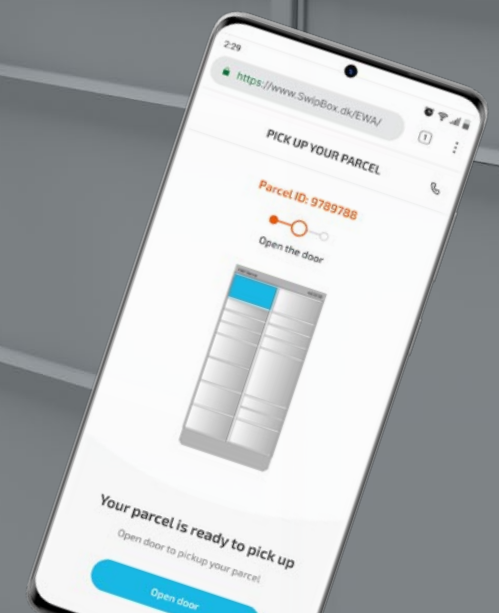 2:29
https://www.SwipBox.dk/EWA/
1
PICK UP YOUR PARCEL
Parcel ID: 9789788
Open the door
Your parcel is ready to pick up
Open door to pickup your parcel
Open door